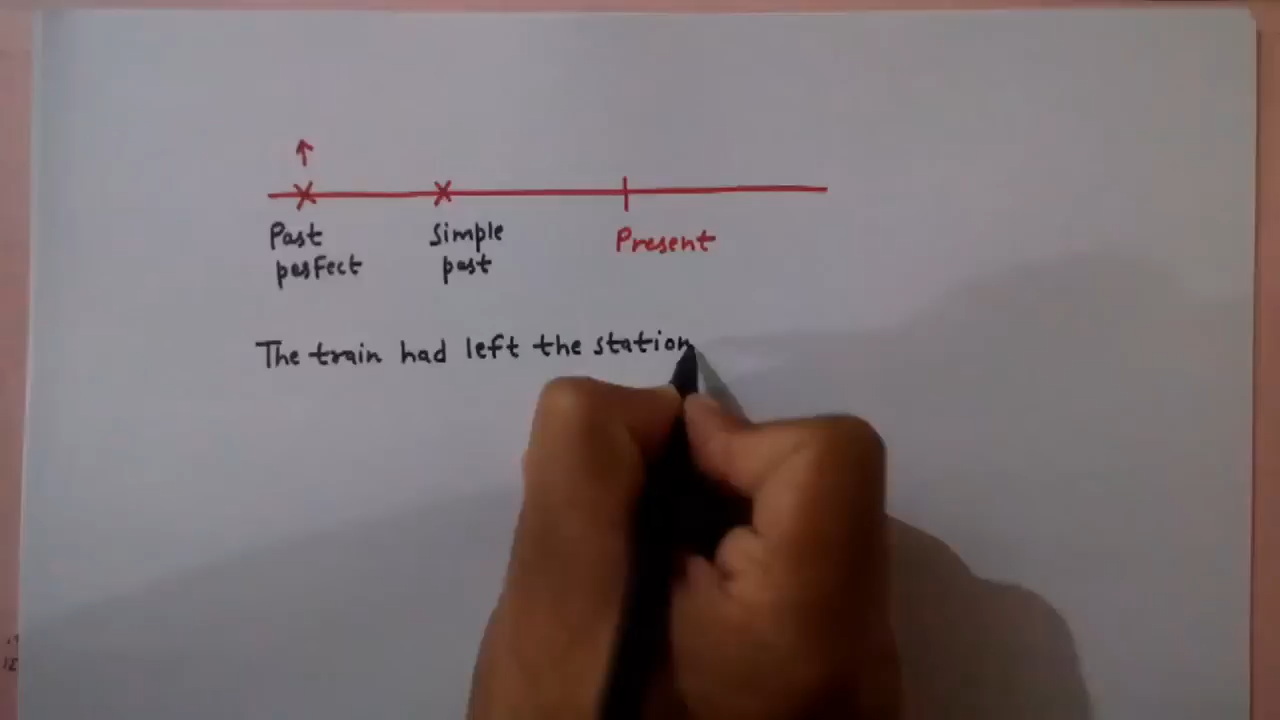 ↑
Past
perfect
Simple
past
Present
The train had left the station